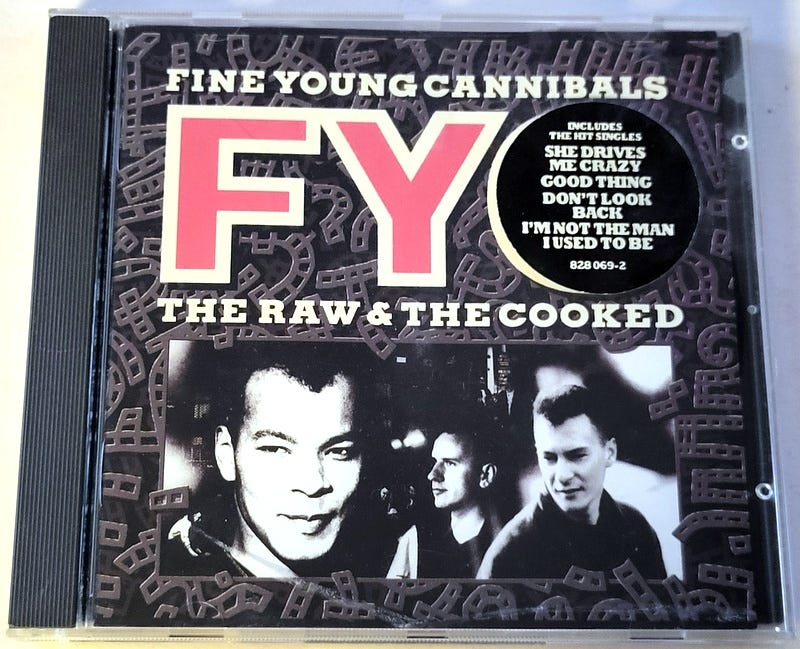 FINE YOUNG CANNIBALS
FY
INCLUDES
THE HIT SINGLES
SHE DRIVES
ME CRAZY
GOOD THING
DON'T LOOK
BACK
I'M NOT THE MAN
I USED TO BE
828 069-2
THE RAW & THE COOKED